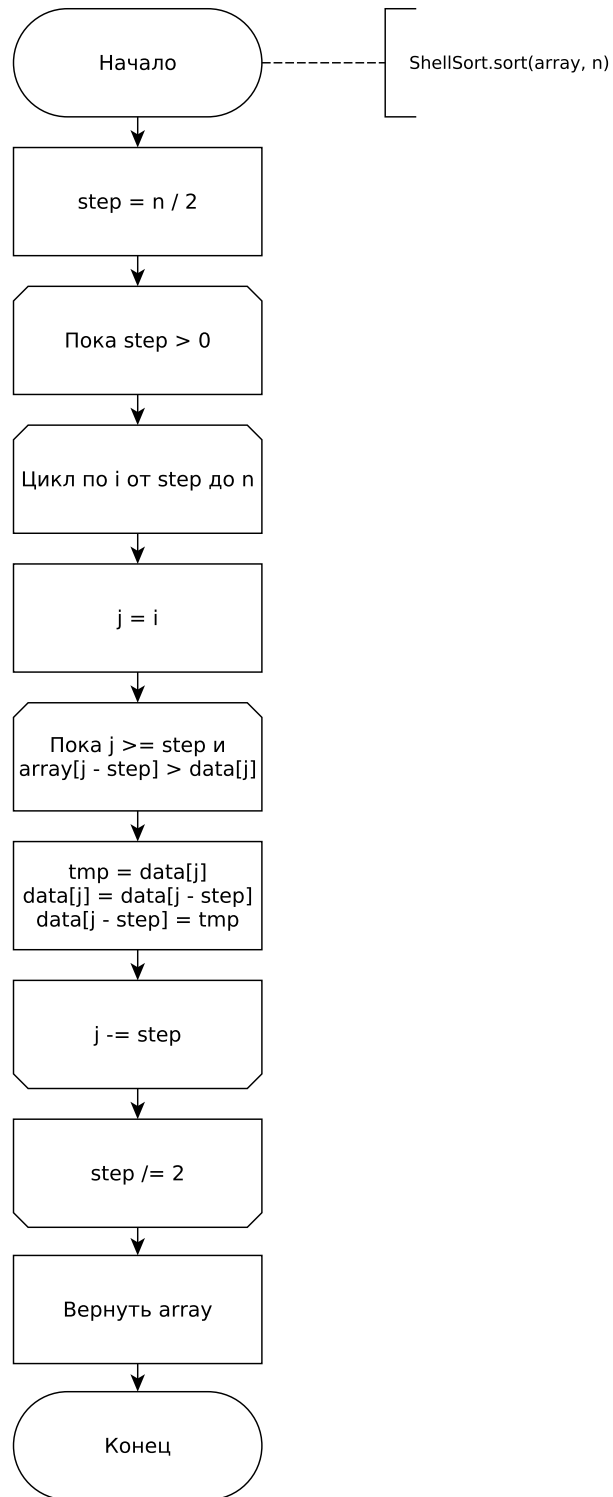 Начало
ShellSort.sort(array, n)
step = n / 2
Пока step > 0
Цикл по i от step до n
j = i
Пока j >= step и
array[j - step] > data[j]
tmp = data[j]
data[j] = data[j - step]
data[j - step] = tmp
j -= step
step /= 2
Вернуть array
Конец